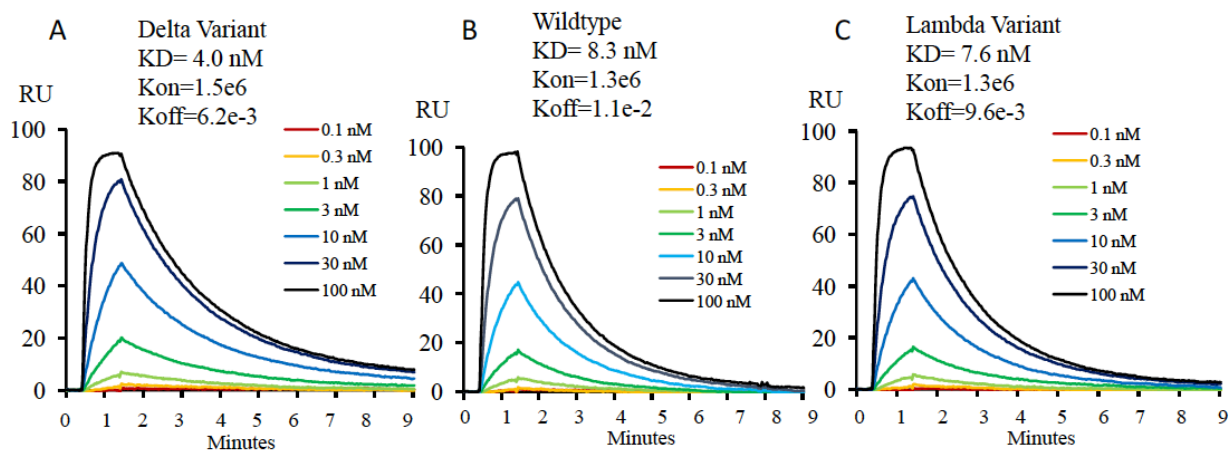 A
Delta Variant
KD= 4.0 nM
Kon=1.5e6
Koff=6.2e-3
RU
100
80
60
40
20
0
0 1 2 3 4 5 6 7 8 9
Minutes
0.1 nM
0.3 nM
1 nM
3 nM
10 nM
30 nM
100 nM
B
Wildtype
KD= 8.3 nM
Kon=1.3e6
Koff=1.1e-2
RU
100
80
60
40
20
0
0 1 2 3 4 5 6 7 8 9
Minutes
0.1 nM
0.3 nM
1 nM
3 nM
10 nM
30 nM
100 nM
C
Lambda Variant
KD= 7.6 nM
Kon=1.3e6
Koff=9.6e-3
RU
100
80
60
40
20
0
0 1 2 3 4 5 6 7 8 9
Minutes
0.1 nM
0.3 nM
1 nM
3 nM
10 nM
30 nM
100 nM